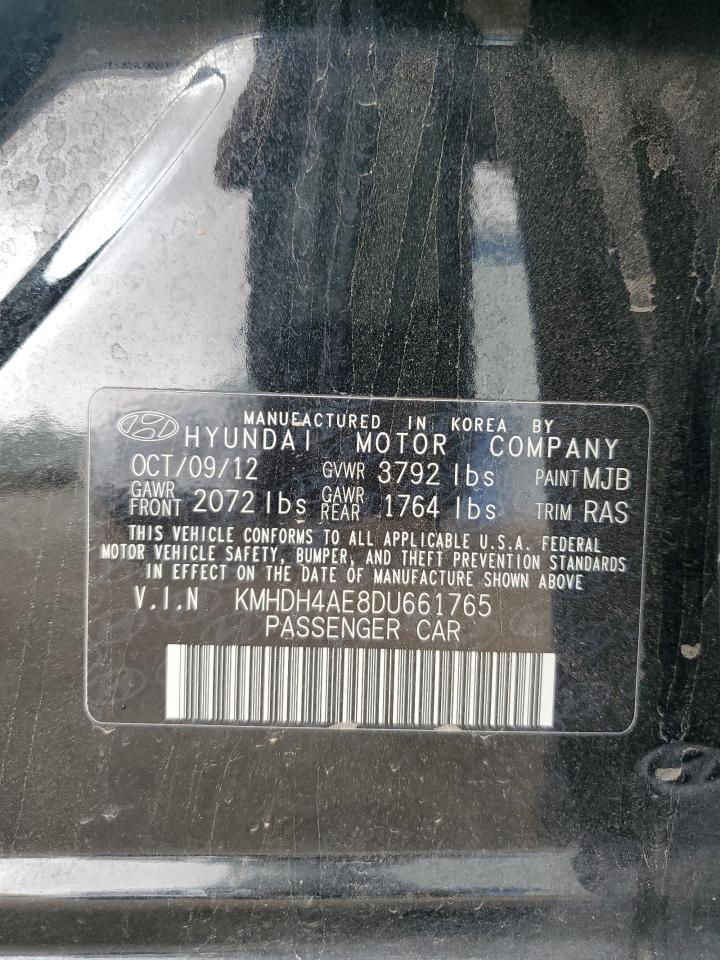 MANUFACTURED IN KOREA BY
HYUNDAI MOTOR COMPANY
OCT/09/12 GVWR 3792 lbs PAINT MJB
GAWR FRONT 2072 lbs GAWR REAR 1764 lbs TRIM RAS
THIS VEHICLE CONFORMS TO ALL APPLICABLE U.S.A. FEDERAL
MOTOR VEHICLE SAFETY, BUMPER, AND THEFT PREVENTION STANDARDS
IN EFFECT ON THE DATE OF MANUFACTURE SHOWN ABOVE
V.I.N KMHDH4AE8DU661765
PASSENGER CAR